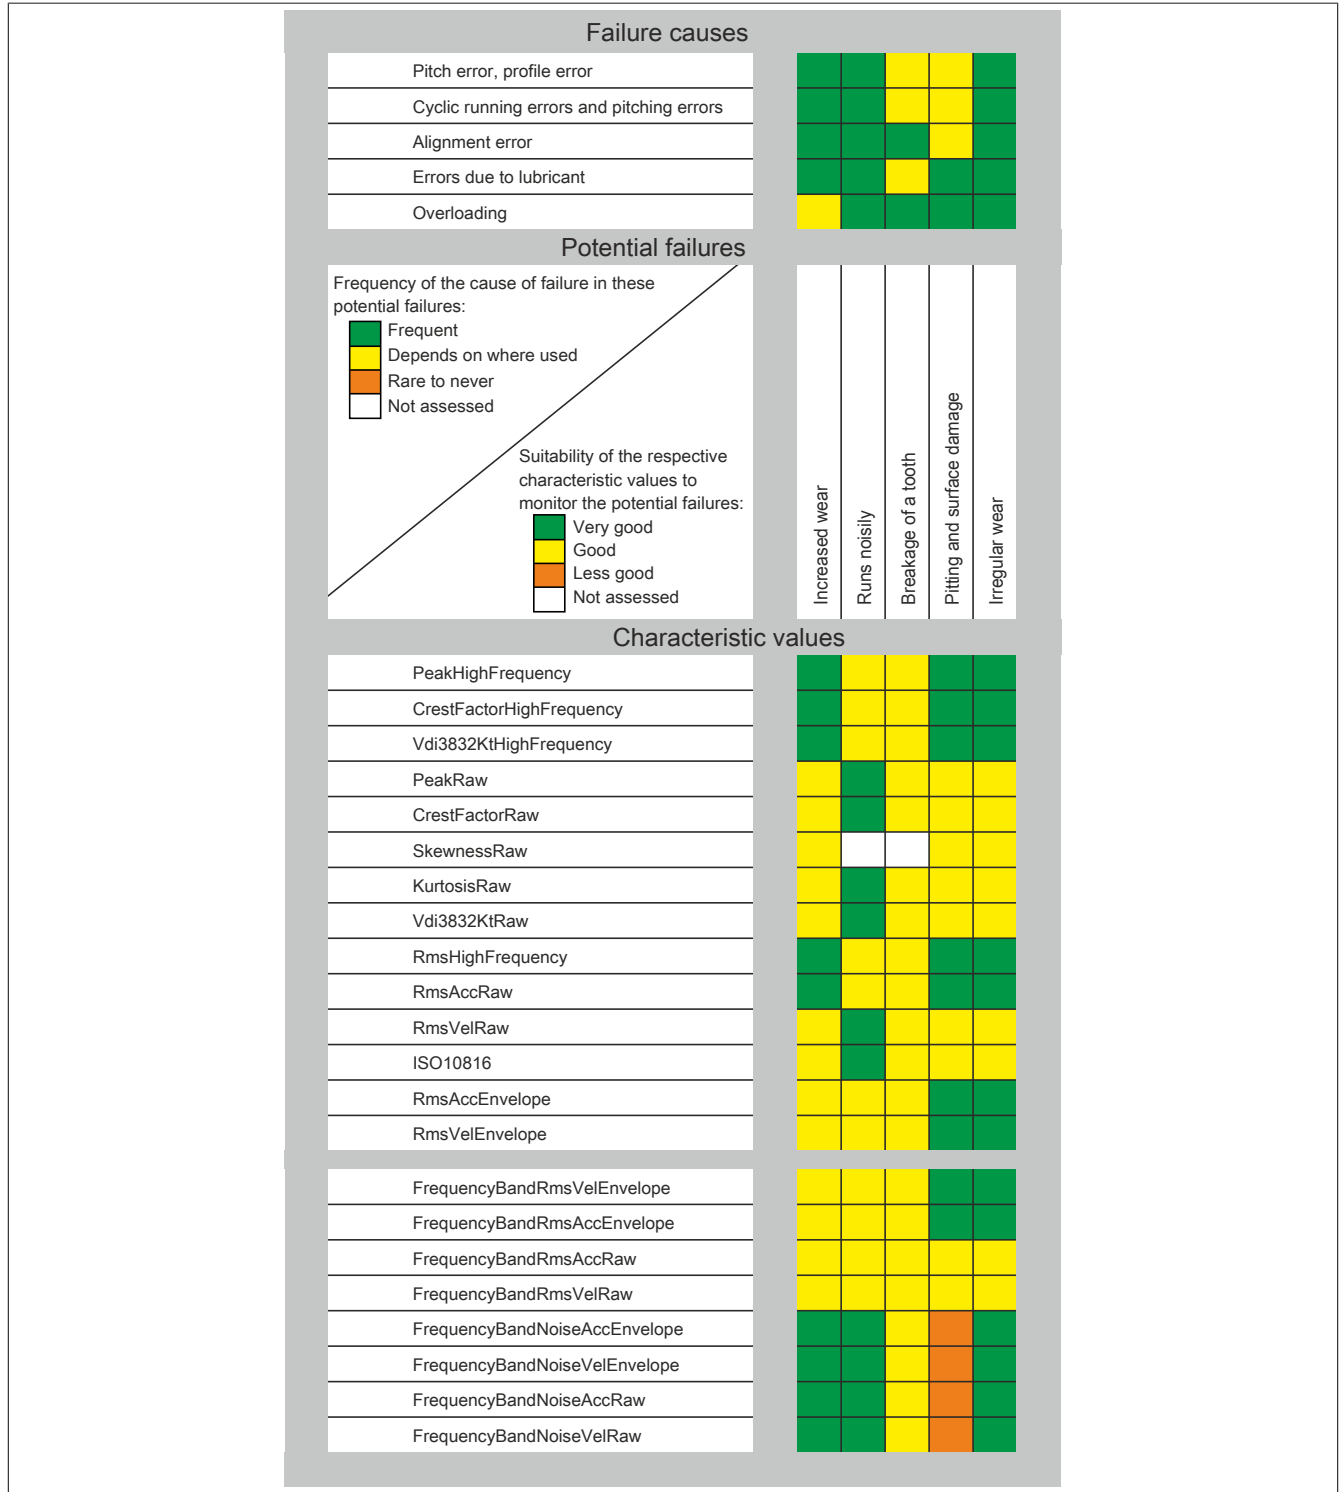 Failure causes
Pitch error, profile error
Cyclic running errors and pitching errors
Alignment error
Errors due to lubricant
Overloading
Potential failures
Frequency of the cause of failure in these
potential failures:
Frequent
Depends on where used
Rare to never
Not assessed
Suitability of the respective
characteristic values to
monitor the potential failures:
Very good
Good
Less good
Not assessed
Increased wear
Runs noisily
Breakage of a tooth
Pitting and surface damage
Irregular wear
Characteristic values
PeakHighFrequency
CrestFactorHighFrequency
Vdi3832KtHighFrequency
PeakRaw
CrestFactorRaw
SkewnessRaw
KurtosisRaw
Vdi3832KtRaw
RmsHighFrequency
RmsAccRaw
RmsVelRaw
ISO10816
RmsAccEnvelope
RmsVelEnvelope
FrequencyBandRmsVelEnvelope
FrequencyBandRmsAccEnvelope
FrequencyBandRmsAccRaw
FrequencyBandRmsVelRaw
FrequencyBandNoiseAccEnvelope
FrequencyBandNoiseVelEnvelope
FrequencyBandNoiseAccRaw
FrequencyBandNoiseVelRaw